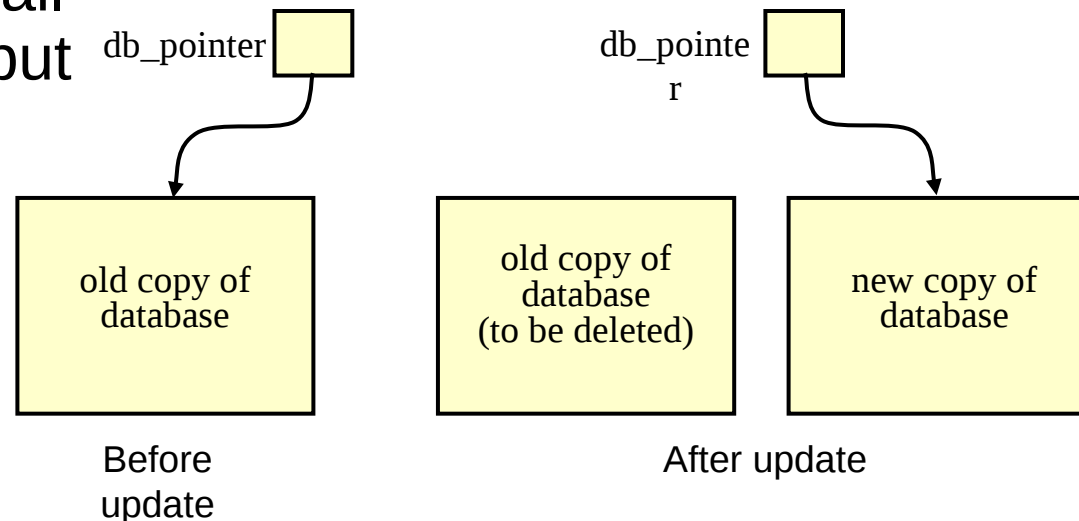 put
db_pointer
old copy of
database
Before
update
db_pointe
r
old copy of
database
(to be deleted)
new copy of
database
After update